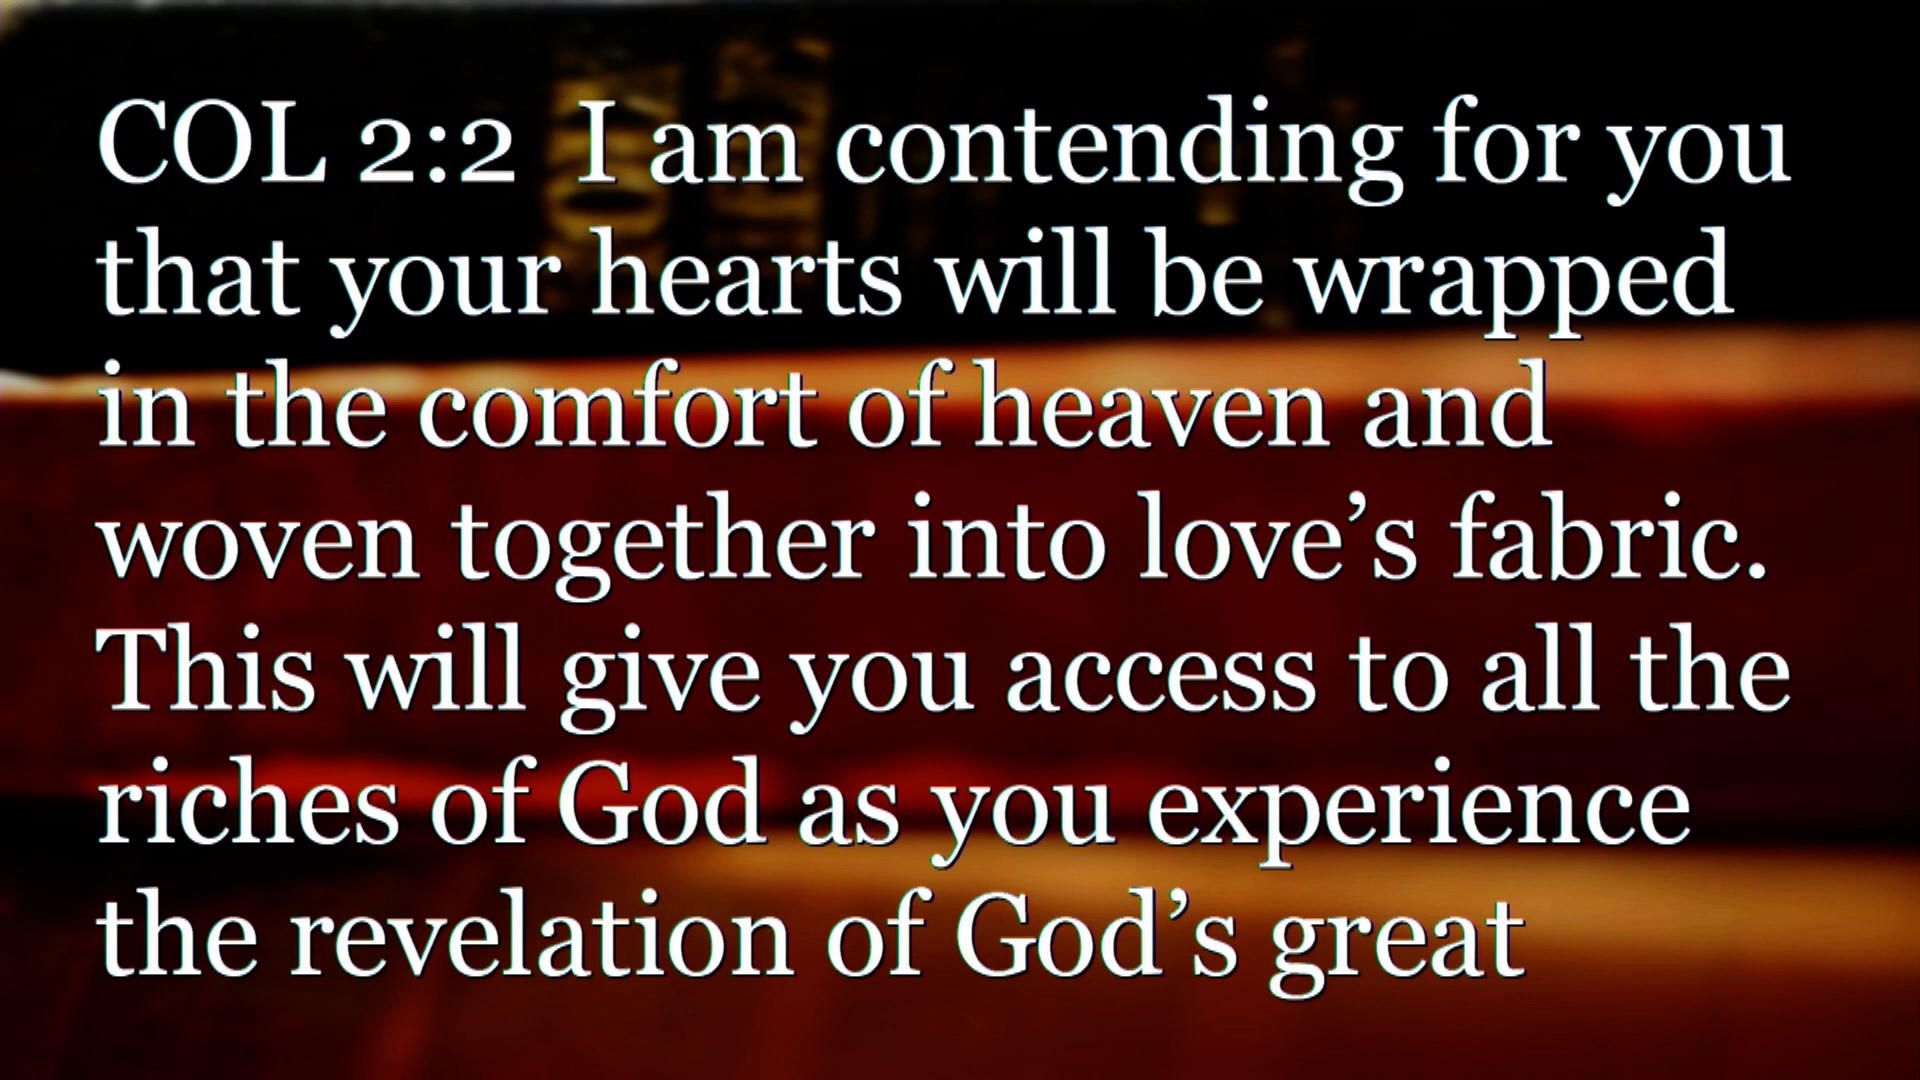 COL 2:2  I am contending for you
that your hearts will be wrapped
in the comfort of heaven and
woven together into love’s fabric.
This will give you access to all the
riches of God as you experience
the revelation of God’s great